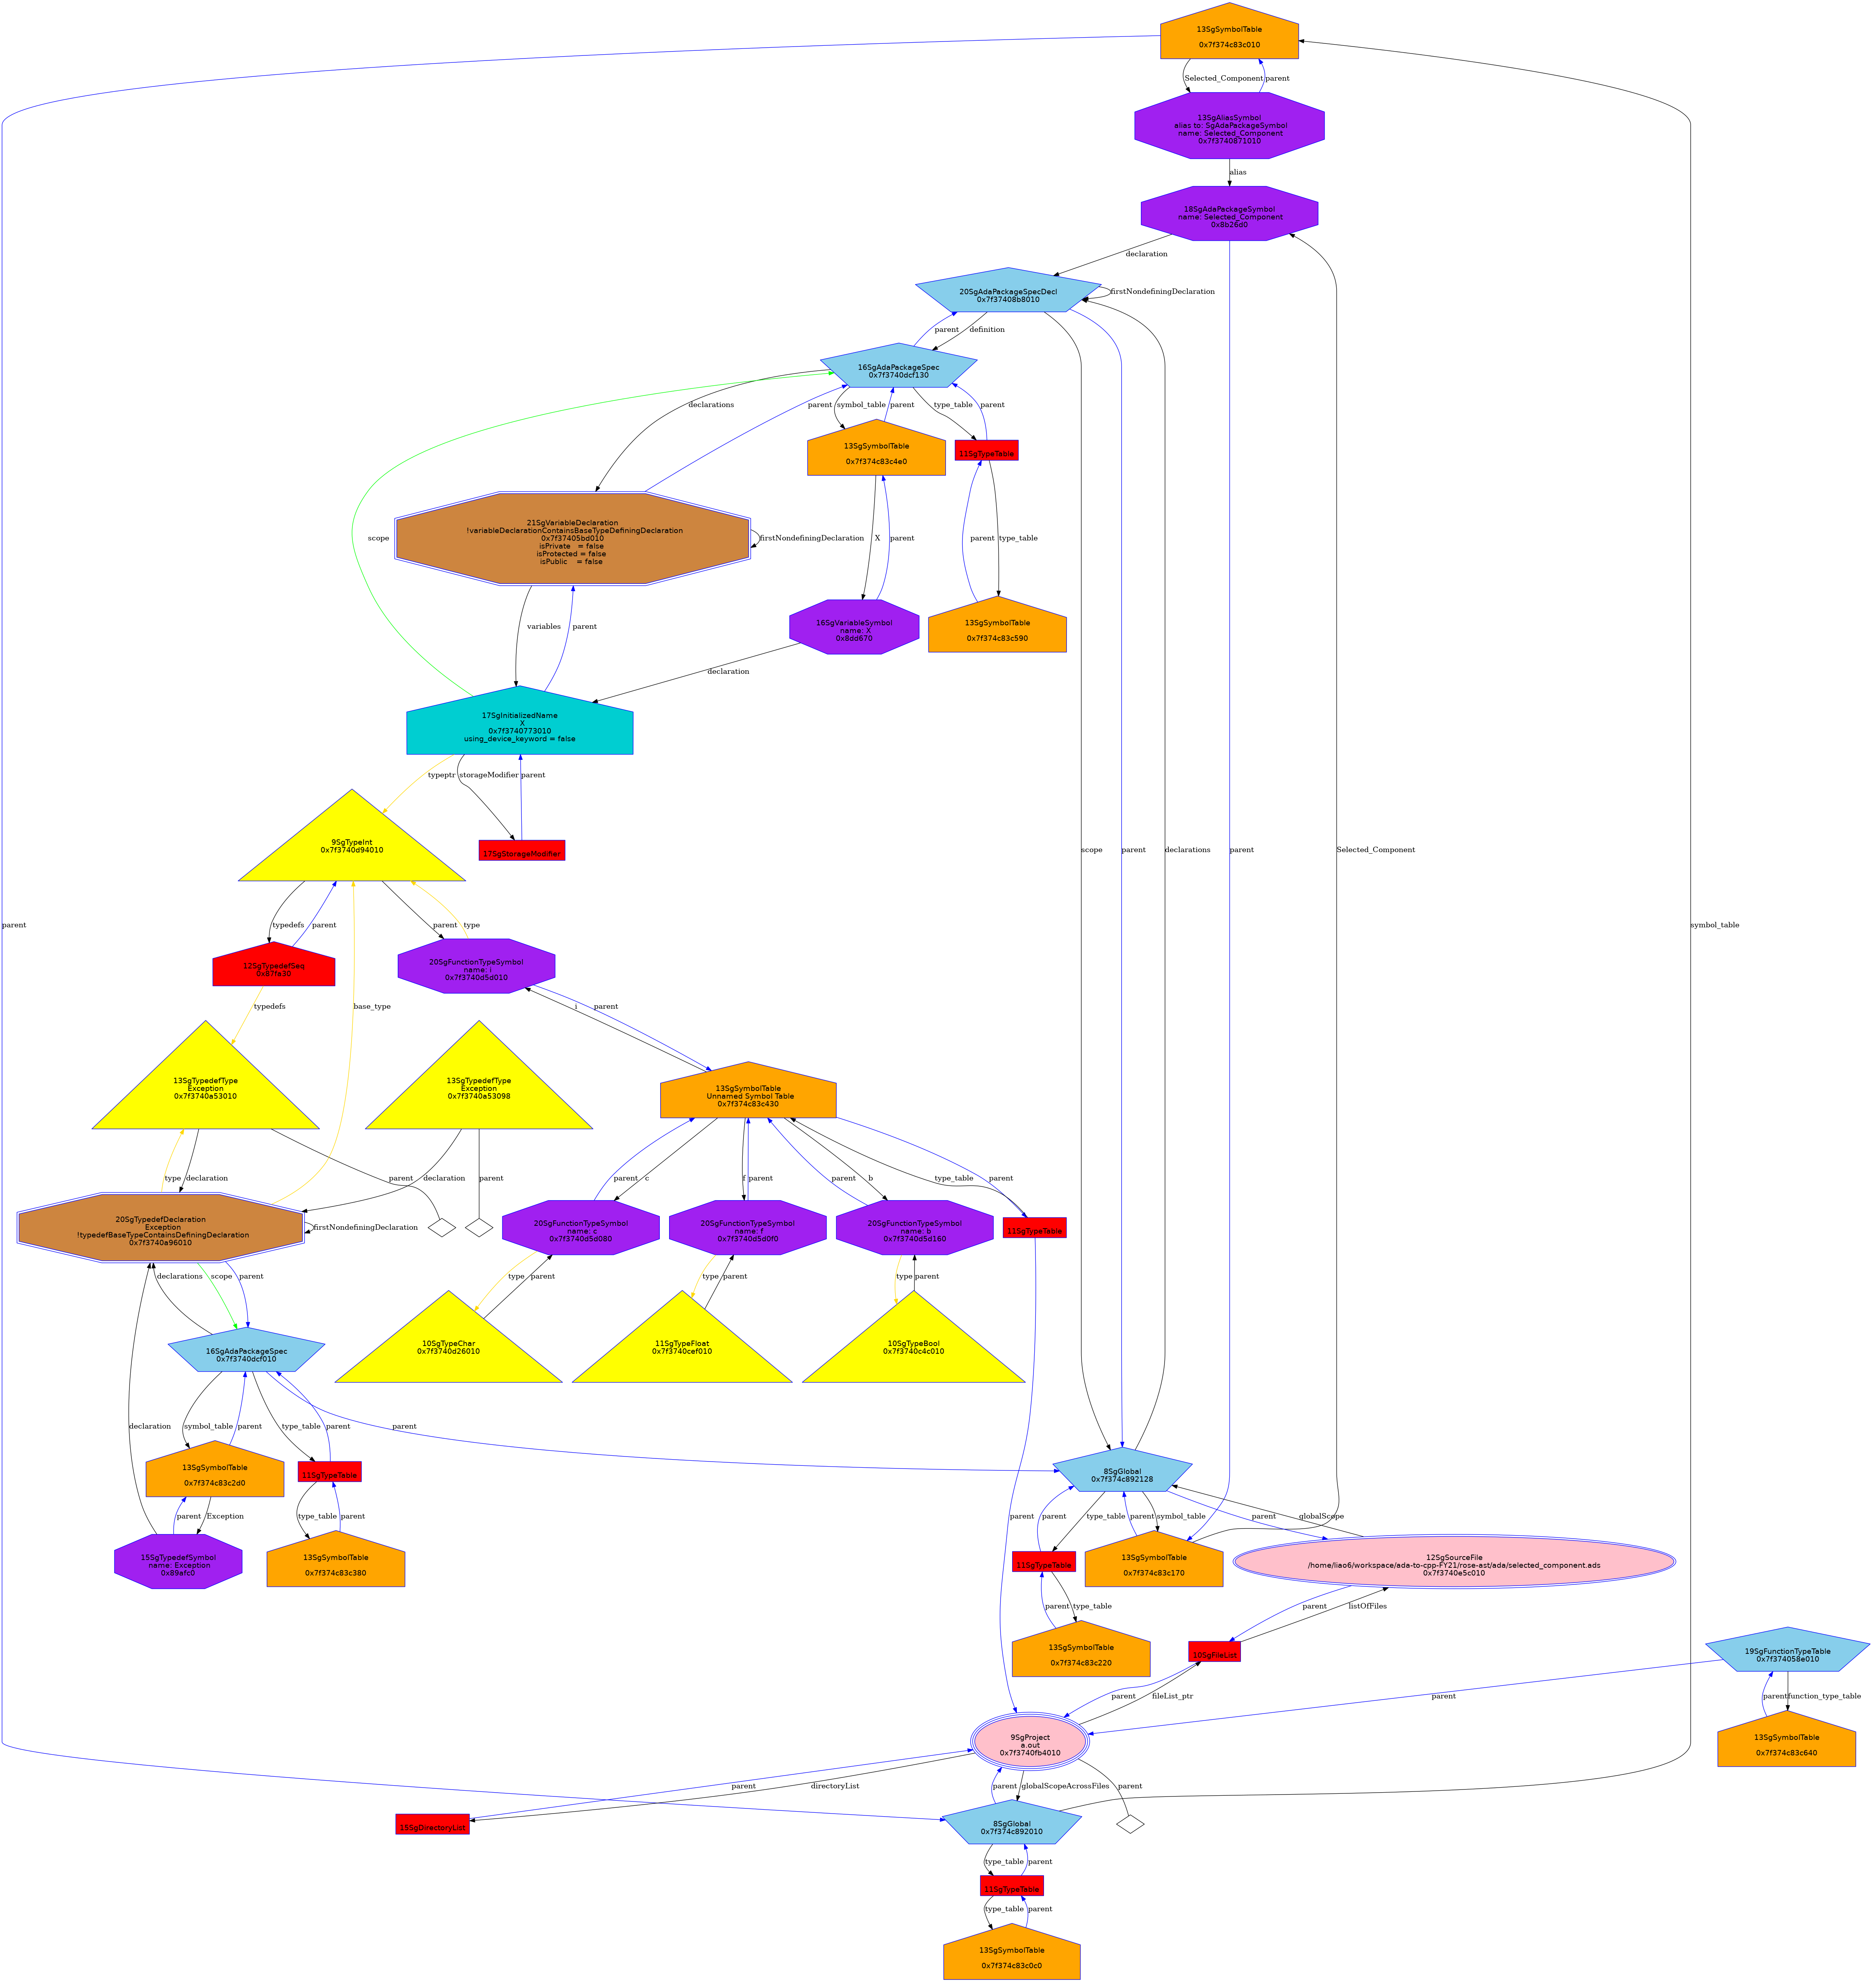 13SgSymbolTable
0x7f374c83c010
Selected_Component
parent
13SgAliasSymbol
alias to: SgAdaPackageSymbol
name: Selected_Component
0x7f3740871010
alias
18SgAdaPackageSymbol
name: Selected_Component
0x8b26d0
declaration
20SgAdaPackageSpecDecl
0x7f37408b8010
firstNondefiningDeclaration
parent
definition
16SgAdaPackageSpec
0x7f3740dcf130
declarations
parent
symbol_table
parent
type_table
parent
13SgSymbolTable
0x7f374c83c4e0
11SgTypeTable
21SgVariableDeclaration
!variableDeclarationContainsBaseTypeDefiningDeclaration
0x7f37405bd010
isPrivate   = false
isProtected = false
isPublic    = false
firstNondefiningDeclaration
scope
X
parent
parent
type_table
variables
parent
16SgVariableSymbol
name: X
0x8dd670
13SgSymbolTable
0x7f374c83c590
declaration
17SgInitializedName
X
0x7f3740773010
using_device_keyword = false
typeptr
storageModifier
parent
9SgTypeInt
0x7f3740d94010
17SgStorageModifier
scope
parent
declarations
parent
Selected_Component
parent
symbol_table
typedefs
parent
parent
type
12SgTypedefSeq
0x87fa30
20SgFunctionTypeSymbol
name: i
0x7f3740d5d010
typedefs
base_type
i
parent
13SgTypedefType
Exception
0x7f3740a53010
13SgTypedefType
Exception
0x7f3740a53098
13SgSymbolTable
Unnamed Symbol Table
0x7f374c83c430
type
declaration
parent
declaration
parent
parent
c
f
parent
parent
b
type_table
parent
20SgTypedefDeclaration
Exception
!typedefBaseTypeContainsDefiningDeclaration
0x7f3740a96010
firstNondefiningDeclaration
20SgFunctionTypeSymbol
name: c
0x7f3740d5d080
20SgFunctionTypeSymbol
name: f
0x7f3740d5d0f0
20SgFunctionTypeSymbol
name: b
0x7f3740d5d160
11SgTypeTable
declarations
scope
parent
type
parent
type
parent
type
parent
16SgAdaPackageSpec
0x7f3740dcf010
10SgTypeChar
0x7f3740d26010
11SgTypeFloat
0x7f3740cef010
10SgTypeBool
0x7f3740c4c010
declaration
symbol_table
parent
type_table
parent
parent
8SgGlobal
0x7f374c892128
13SgSymbolTable
0x7f374c83c2d0
11SgTypeTable
parent
type_table
parent
symbol_table
parent
globalScope
parent
Exception
type_table
parent
parent
15SgTypedefSymbol
name: Exception
0x89afc0
13SgSymbolTable
0x7f374c83c380
11SgTypeTable
13SgSymbolTable
0x7f374c83c170
12SgSourceFile
/home/liao6/workspace/ada-to-cpp-FY21/rose-ast/ada/selected_component.ads
0x7f3740e5c010
parent
type_table
parent
listOfFiles
13SgSymbolTable
0x7f374c83c220
10SgFileList
19SgFunctionTypeTable
0x7f374058e010
parent
fileList_ptr
parent
parent
function_type_table
9SgProject
a.out
0x7f3740fb4010
13SgSymbolTable
0x7f374c83c640
parent
directoryList
parent
globalScopeAcrossFiles
parent
15SgDirectoryList
8SgGlobal
0x7f374c892010
type_table
parent
11SgTypeTable
type_table
parent
13SgSymbolTable
0x7f374c83c0c0